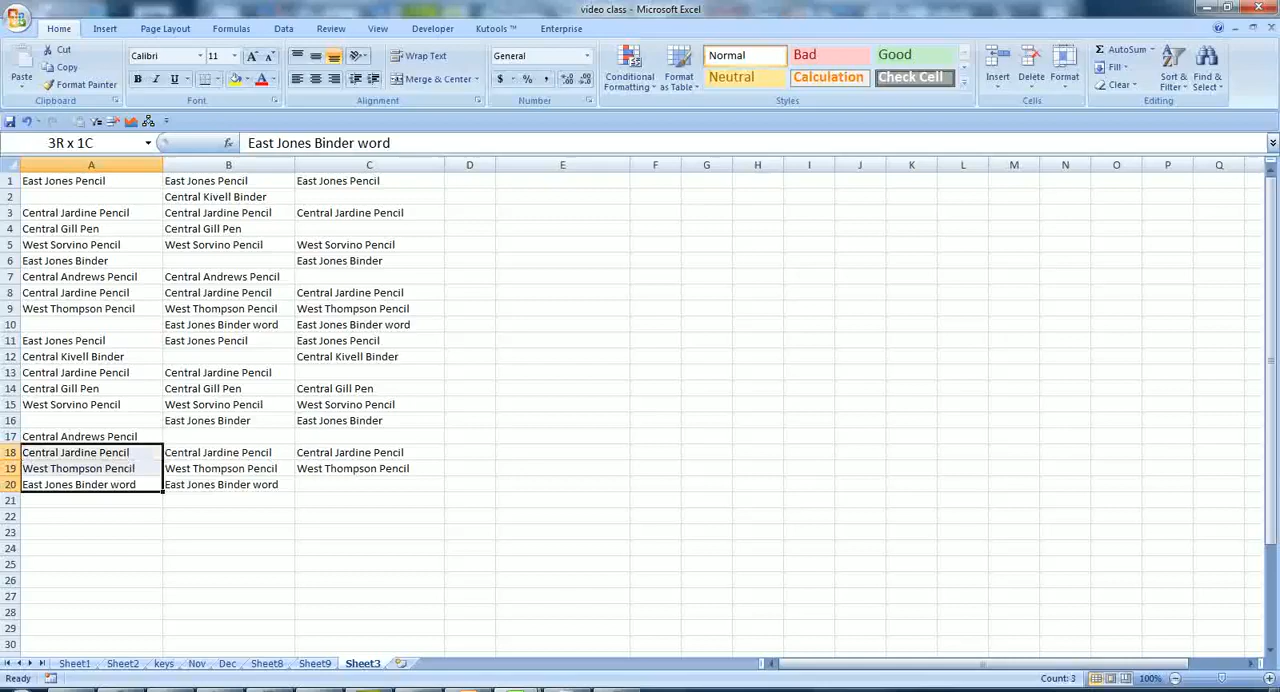 video class - Microsoft Excel
Home Insert Page Layout Formulas Data Review View Developer Kutools ™ Enterprise
Cut
Copy
Format Painter
Paste
Clipboard
Calibri 11
B I U
Font
Wrap Text
Merge & Center
Alignment
General
$ % ,
Number
Conditional Formatting
Format as Table
Normal Bad Good
Neutral Calculation Check Cell
Styles
Insert Delete Format
Cells
AutoSum
Fill
Clear
Sort & Filter
Find & Select
Editing
3R x 1C fx East Jones Binder word
A B C D E F G H I J K L M N O P Q
1 East Jones Pencil East Jones Pencil East Jones Pencil
2 Central Kivell Binder
3 Central Jardine Pencil Central Jardine Pencil Central Jardine Pencil
4 Central Gill Pen Central Gill Pen
5 West Sorvino Pencil West Sorvino Pencil West Sorvino Pencil
6 East Jones Binder East Jones Binder
7 Central Andrews Pencil Central Andrews Pencil
8 Central Jardine Pencil Central Jardine Pencil Central Jardine Pencil
9 West Thompson Pencil West Thompson Pencil West Thompson Pencil
10 East Jones Binder word East Jones Binder word
11 East Jones Pencil East Jones Pencil East Jones Pencil
12 Central Kivell Binder Central Kivell Binder
13 Central Jardine Pencil Central Jardine Pencil
14 Central Gill Pen Central Gill Pen Central Gill Pen
15 West Sorvino Pencil West Sorvino Pencil West Sorvino Pencil
16 East Jones Binder East Jones Binder
17 Central Andrews Pencil
18 Central Jardine Pencil Central Jardine Pencil Central Jardine Pencil
19 West Thompson Pencil West Thompson Pencil West Thompson Pencil
20 East Jones Binder word East Jones Binder word
21
22
23
24
25
26
27
28
29
30
Sheet1 Sheet2 keys Nov Dec Sheet8 Sheet9 Sheet3
Ready Count: 3 100%